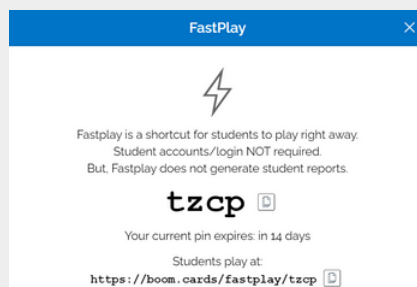 FastPlay
Fastplay is a shortcut for students to play right away.
Student accounts/login NOT required.
But, Fastplay does not generate student reports.
tzcp
Your current pin expires: in 14 days
Students play at:
https://boom.cards/fastplay/tzcp